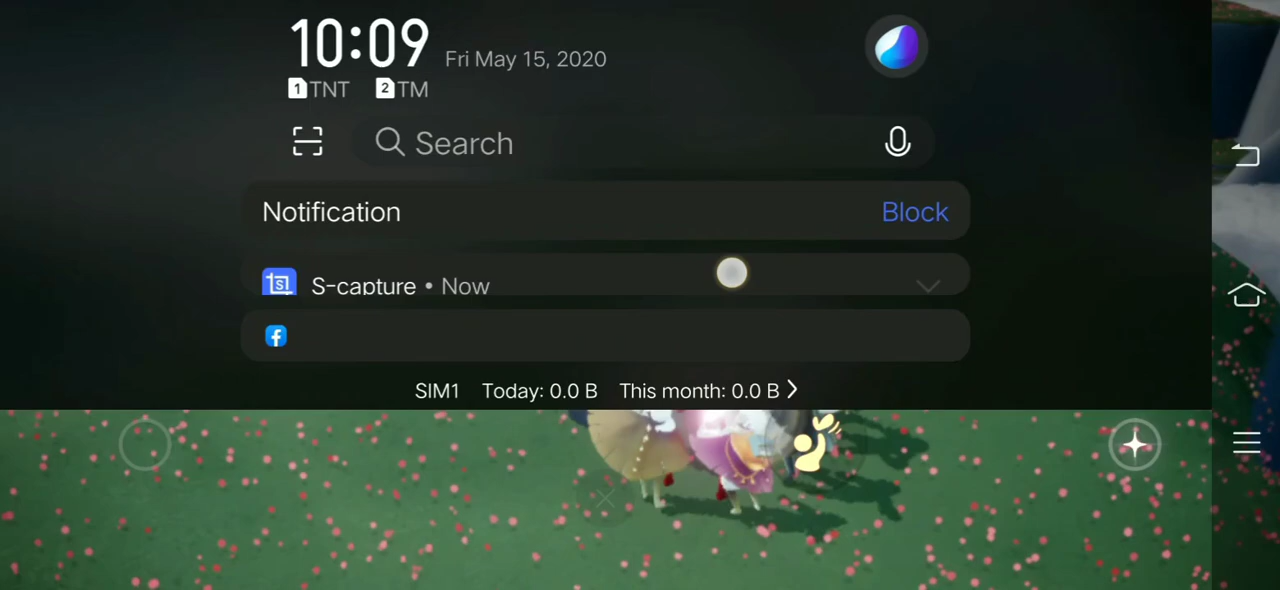 10:09 Fri May 15, 2020
1 TNT 2 TM
Search
Notification Block
S-capture • Now
SIM1 Today: 0.0 B This month: 0.0 B